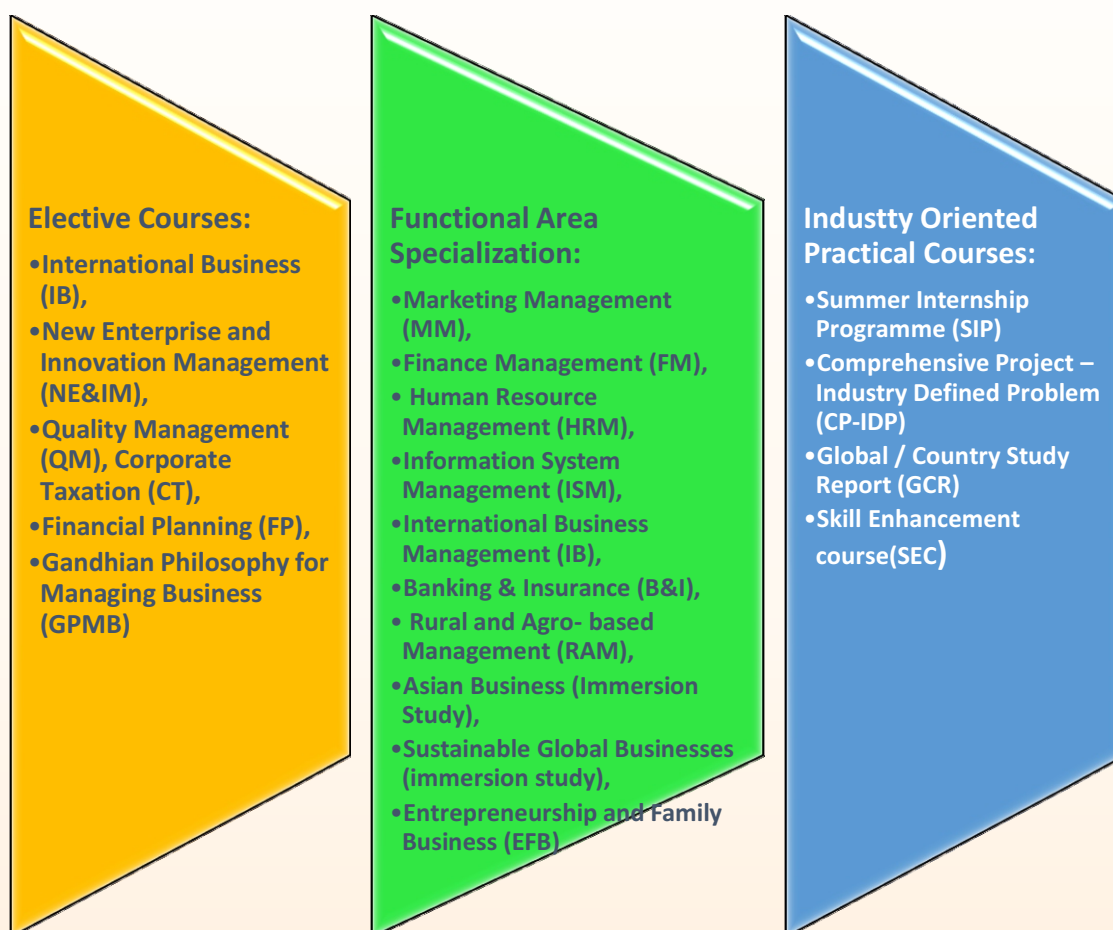 Elective Courses:
•International Business
(IB),
•New Enterprise and
Innovation Management
(NE&IM),
•Quality Management
(QM), Corporate
Taxation (CT),
•Financial Planning (FP),
•Gandhian Philosophy for
Managing Business
(GPMB)
Functional Area
Specialization:
•Marketing Management
(MM),
•Finance Management (FM),
• Human Resource
Management (HRM),
•Information System
Management (ISM),
•International Business
Management (IB),
•Banking & Insurance (B&I),
• Rural and Agro- based
Management (RAM),
•Asian Business (Immersion
Study),
•Sustainable Global Businesses
(immersion study),
•Entrepreneurship and Family
Business (EFB)
Industty Oriented
Practical Courses:
•Summer Internship
Programme (SIP)
•Comprehensive Project –
Industry Defined Problem
(CP-IDP)
•Global / Country Study
Report (GCR)
•Skill Enhancement
course(SEC)